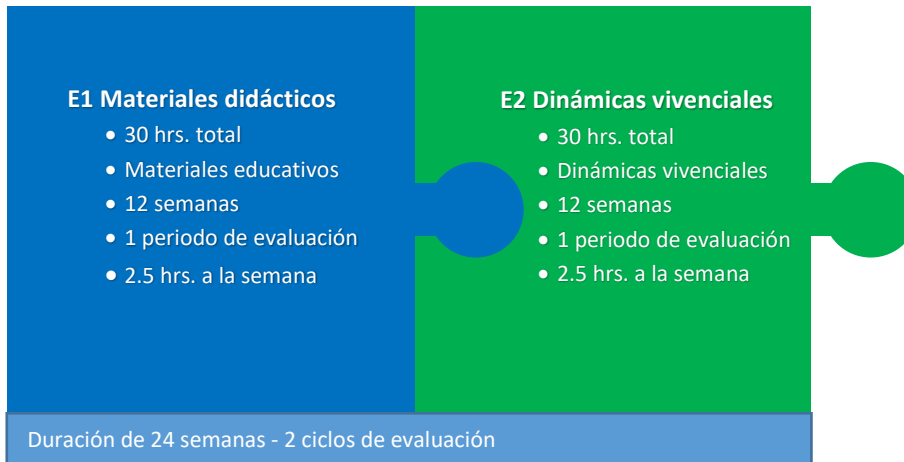 E1 Materiales didácticos
• 30 hrs. total
• Materiales educativos
• 12 semanas
• 1 periodo de evaluación
• 2.5 hrs. a la semana
E2 Dinámicas vivenciales
• 30 hrs. total
• Dinámicas vivenciales
• 12 semanas
• 1 periodo de evaluación
• 2.5 hrs. a la semana
Duración de 24 semanas - 2 ciclos de evaluación